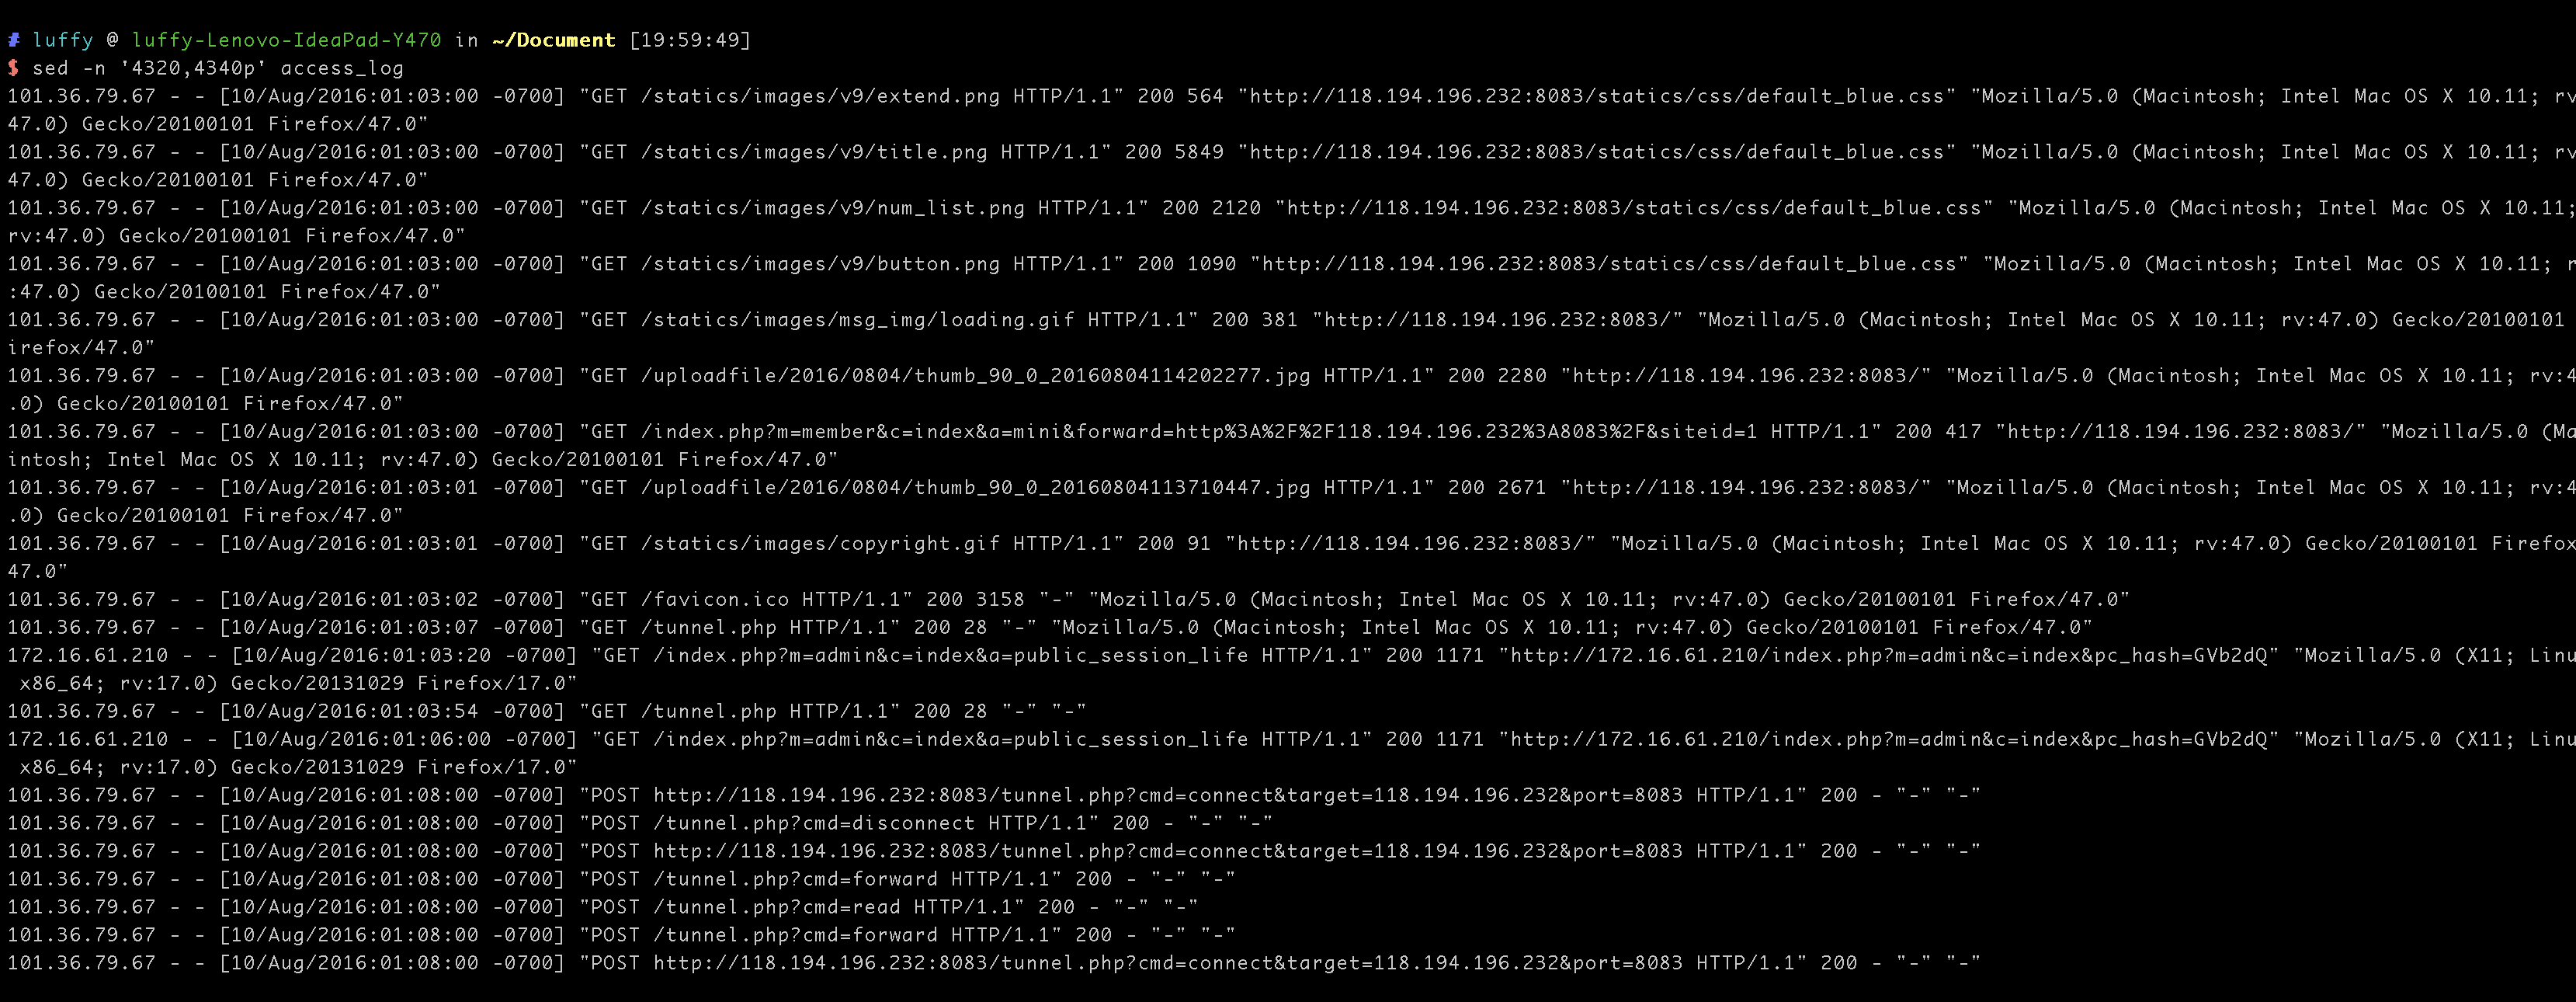 # luffy @ luffy-Lenovo-IdeaPad-Y470 in ~/Document [19:59:49]
$ sed -n '4320,4340p' access_log
101.36.79.67 - - [10/Aug/2016:01:03:00 -0700] "GET /statics/images/v9/extend.png HTTP/1.1" 200 564 "http://118.194.196.232:8083/statics/css/default_blue.css" "Mozilla/5.0 (Macintosh; Intel Mac OS X 10.11; rv
47.0) Gecko/20100101 Firefox/47.0"
101.36.79.67 - - [10/Aug/2016:01:03:00 -0700] "GET /statics/images/v9/title.png HTTP/1.1" 200 5849 "http://118.194.196.232:8083/statics/css/default_blue.css" "Mozilla/5.0 (Macintosh; Intel Mac OS X 10.11; rv
47.0) Gecko/20100101 Firefox/47.0"
101.36.79.67 - - [10/Aug/2016:01:03:00 -0700] "GET /statics/images/v9/num_list.png HTTP/1.1" 200 2120 "http://118.194.196.232:8083/statics/css/default_blue.css" "Mozilla/5.0 (Macintosh; Intel Mac OS X 10.11;
rv:47.0) Gecko/20100101 Firefox/47.0"
101.36.79.67 - - [10/Aug/2016:01:03:00 -0700] "GET /statics/images/v9/button.png HTTP/1.1" 200 1090 "http://118.194.196.232:8083/statics/css/default_blue.css" "Mozilla/5.0 (Macintosh; Intel Mac OS X 10.11; r
:47.0) Gecko/20100101 Firefox/47.0"
101.36.79.67 - - [10/Aug/2016:01:03:00 -0700] "GET /statics/images/msg_img/loading.gif HTTP/1.1" 200 381 "http://118.194.196.232:8083/" "Mozilla/5.0 (Macintosh; Intel Mac OS X 10.11; rv:47.0) Gecko/20100101
irefox/47.0"
101.36.79.67 - - [10/Aug/2016:01:03:00 -0700] "GET /uploadfile/2016/0804/thumb_90_0_20160804114202277.jpg HTTP/1.1" 200 2280 "http://118.194.196.232:8083/" "Mozilla/5.0 (Macintosh; Intel Mac OS X 10.11; rv:4
.0) Gecko/20100101 Firefox/47.0"
101.36.79.67 - - [10/Aug/2016:01:03:00 -0700] "GET /index.php?m=member&c=index&a=mini&forward=http%3A%2F%2F118.194.196.232%3A8083%2F&siteid=1 HTTP/1.1" 200 417 "http://118.194.196.232:8083/" "Mozilla/5.0 (Ma
intosh; Intel Mac OS X 10.11; rv:47.0) Gecko/20100101 Firefox/47.0"
101.36.79.67 - - [10/Aug/2016:01:03:01 -0700] "GET /uploadfile/2016/0804/thumb_90_0_20160804113710447.jpg HTTP/1.1" 200 2671 "http://118.194.196.232:8083/" "Mozilla/5.0 (Macintosh; Intel Mac OS X 10.11; rv:4
.0) Gecko/20100101 Firefox/47.0"
101.36.79.67 - - [10/Aug/2016:01:03:01 -0700] "GET /statics/images/copyright.gif HTTP/1.1" 200 91 "http://118.194.196.232:8083/" "Mozilla/5.0 (Macintosh; Intel Mac OS X 10.11; rv:47.0) Gecko/20100101 Firefox
47.0"
101.36.79.67 - - [10/Aug/2016:01:03:02 -0700] "GET /favicon.ico HTTP/1.1" 200 3158 "-" "Mozilla/5.0 (Macintosh; Intel Mac OS X 10.11; rv:47.0) Gecko/20100101 Firefox/47.0"
101.36.79.67 - - [10/Aug/2016:01:03:07 -0700] "GET /tunnel.php HTTP/1.1" 200 28 "-" "Mozilla/5.0 (Macintosh; Intel Mac OS X 10.11; rv:47.0) Gecko/20100101 Firefox/47.0"
172.16.61.210 - - [10/Aug/2016:01:03:20 -0700] "GET /index.php?m=admin&c=index&a=public_session_life HTTP/1.1" 200 1171 "http://172.16.61.210/index.php?m=admin&c=index&pc_hash=GVb2dQ" "Mozilla/5.0 (X11; Linu
x86_64; rv:17.0) Gecko/20131029 Firefox/17.0"
101.36.79.67 - - [10/Aug/2016:01:03:54 -0700] "GET /tunnel.php HTTP/1.1" 200 28 "-" "-"
172.16.61.210 - - [10/Aug/2016:01:06:00 -0700] "GET /index.php?m=admin&c=index&a=public_session_life HTTP/1.1" 200 1171 "http://172.16.61.210/index.php?m=admin&c=index&pc_hash=GVb2dQ" "Mozilla/5.0 (X11; Linu
x86_64; rv:17.0) Gecko/20131029 Firefox/17.0"
101.36.79.67 - - [10/Aug/2016:01:08:00 -0700] "POST http://118.194.196.232:8083/tunnel.php?cmd=connect&target=118.194.196.232&port=8083 HTTP/1.1" 200 - "-" "-"
101.36.79.67 - - [10/Aug/2016:01:08:00 -0700] "POST /tunnel.php?cmd=disconnect HTTP/1.1" 200 - "-" "-"
101.36.79.67 - - [10/Aug/2016:01:08:00 -0700] "POST http://118.194.196.232:8083/tunnel.php?cmd=connect&target=118.194.196.232&port=8083 HTTP/1.1" 200 - "-" "-"
101.36.79.67 - - [10/Aug/2016:01:08:00 -0700] "POST /tunnel.php?cmd=forward HTTP/1.1" 200 - "-" "-"
101.36.79.67 - - [10/Aug/2016:01:08:00 -0700] "POST /tunnel.php?cmd=read HTTP/1.1" 200 - "-" "-"
101.36.79.67 - - [10/Aug/2016:01:08:00 -0700] "POST /tunnel.php?cmd=forward HTTP/1.1" 200 - "-" "-"
101.36.79.67 - - [10/Aug/2016:01:08:00 -0700] "POST http://118.194.196.232:8083/tunnel.php?cmd=connect&target=118.194.196.232&port=8083 HTTP/1.1" 200 - "-" "-"